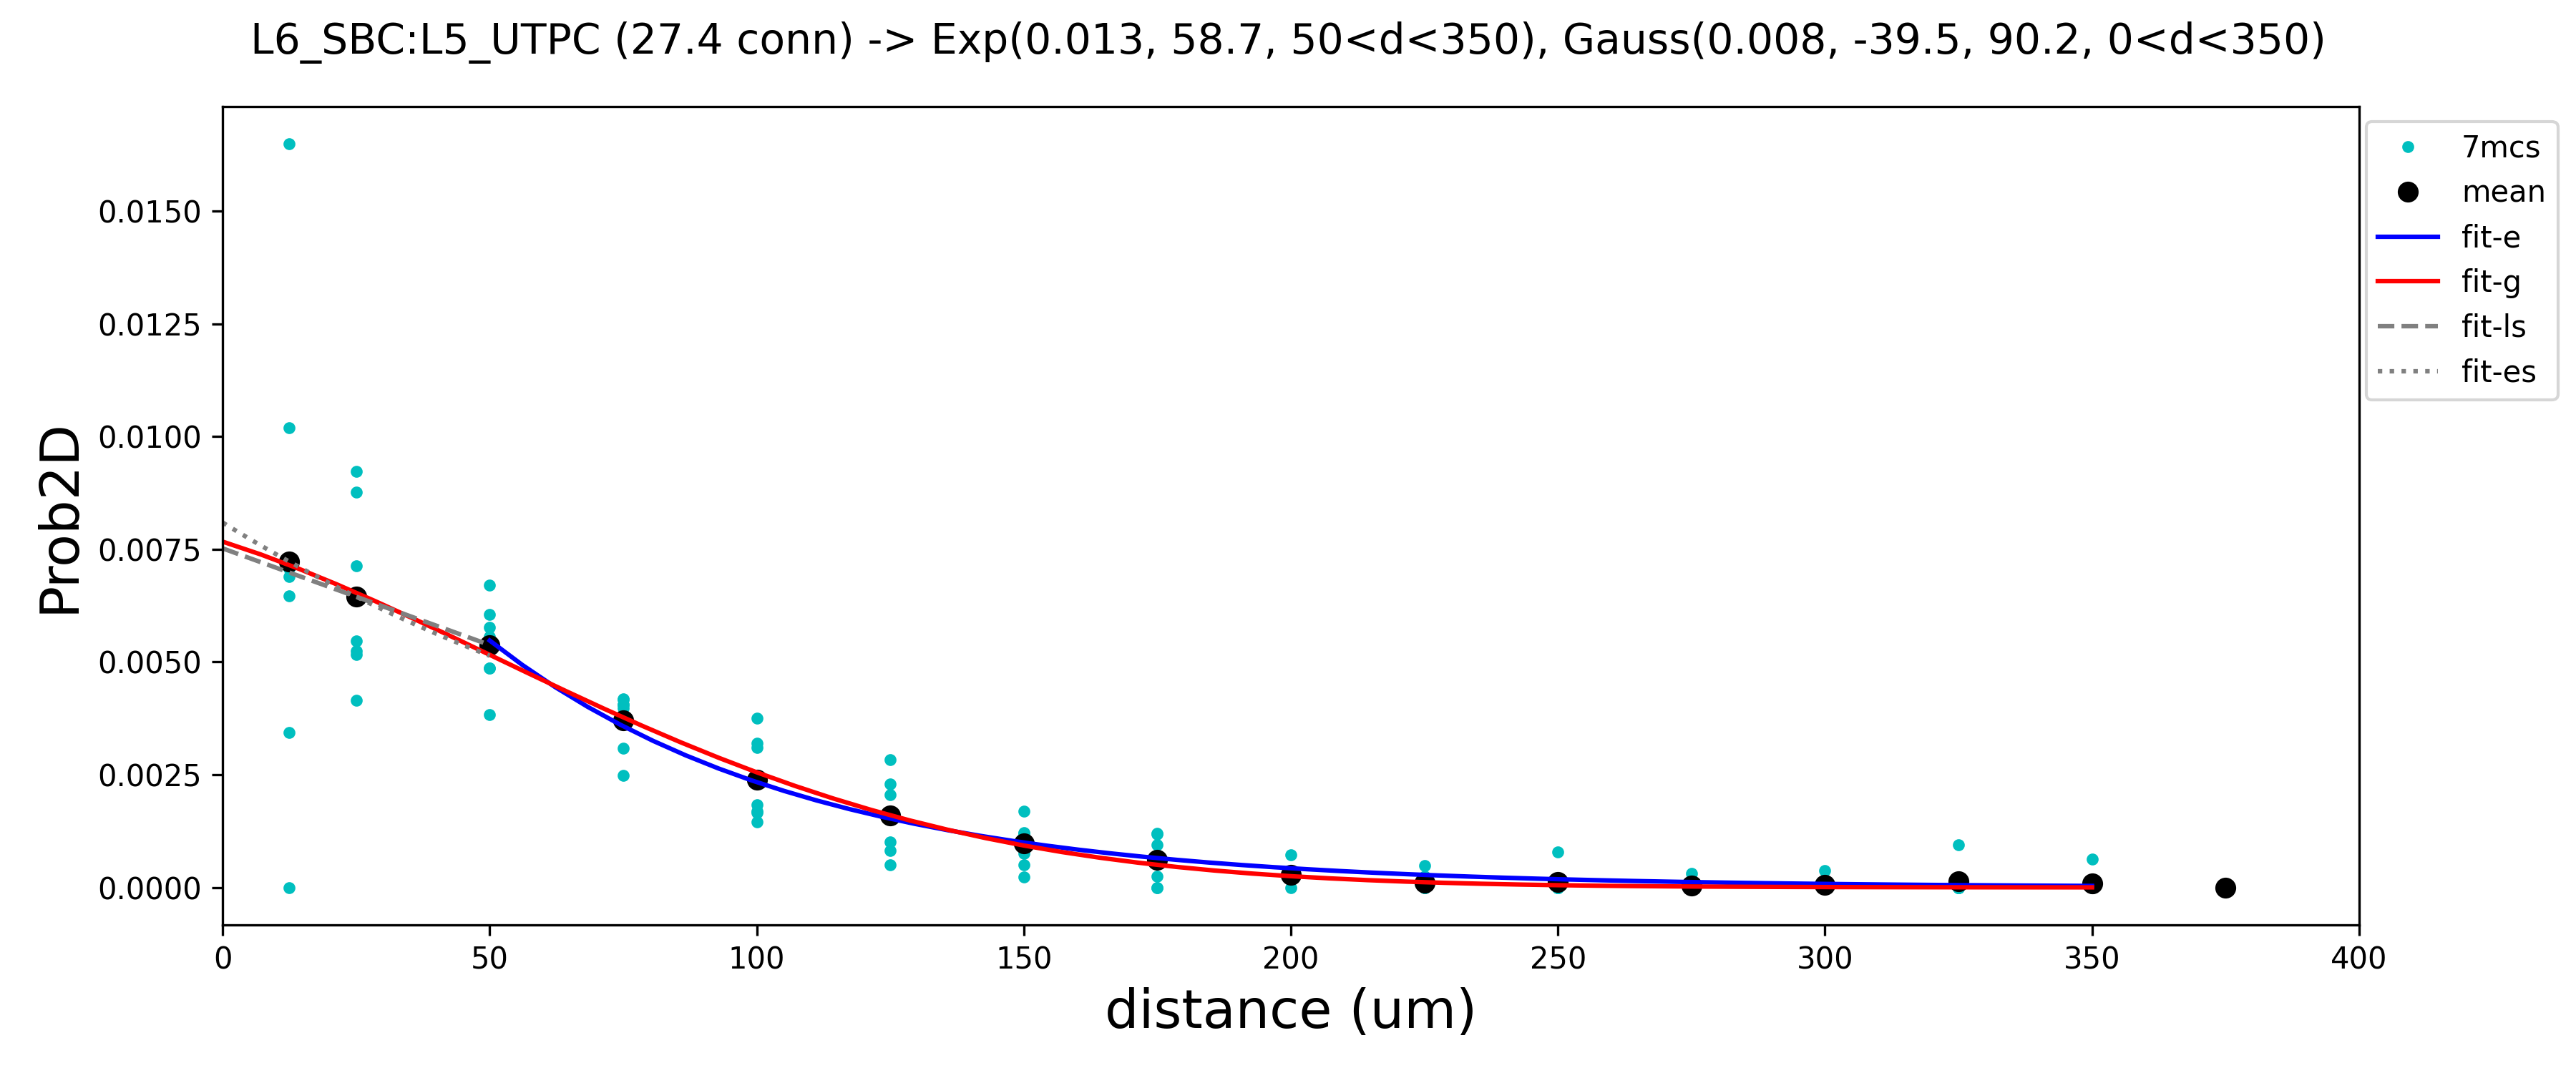 L6_SBC:L5_UTPC (27.4 conn) -> Exp(0.013, 58.7, 50<d<350), Gauss(0.008, -39.5, 90.2, 0<d<350)
7mcs
mean
fit-e
fit-g
fit-ls
fit-es
Prob2D
0.0150
0.0125
0.0100
0.0075
0.0050
0.0025
0.0000
0 50 100 150 200 250 300 350 400
distance (um)